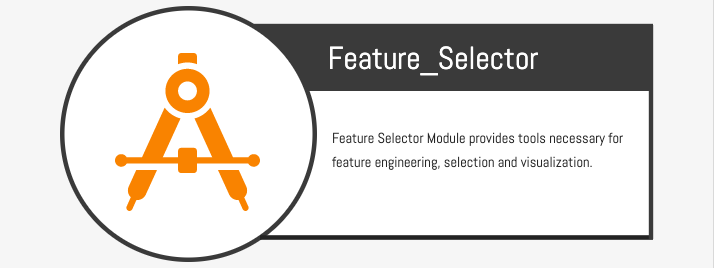 Feature_Selector
Feature Selector Module provides tools necessary for
feature engineering, selection and visualization.